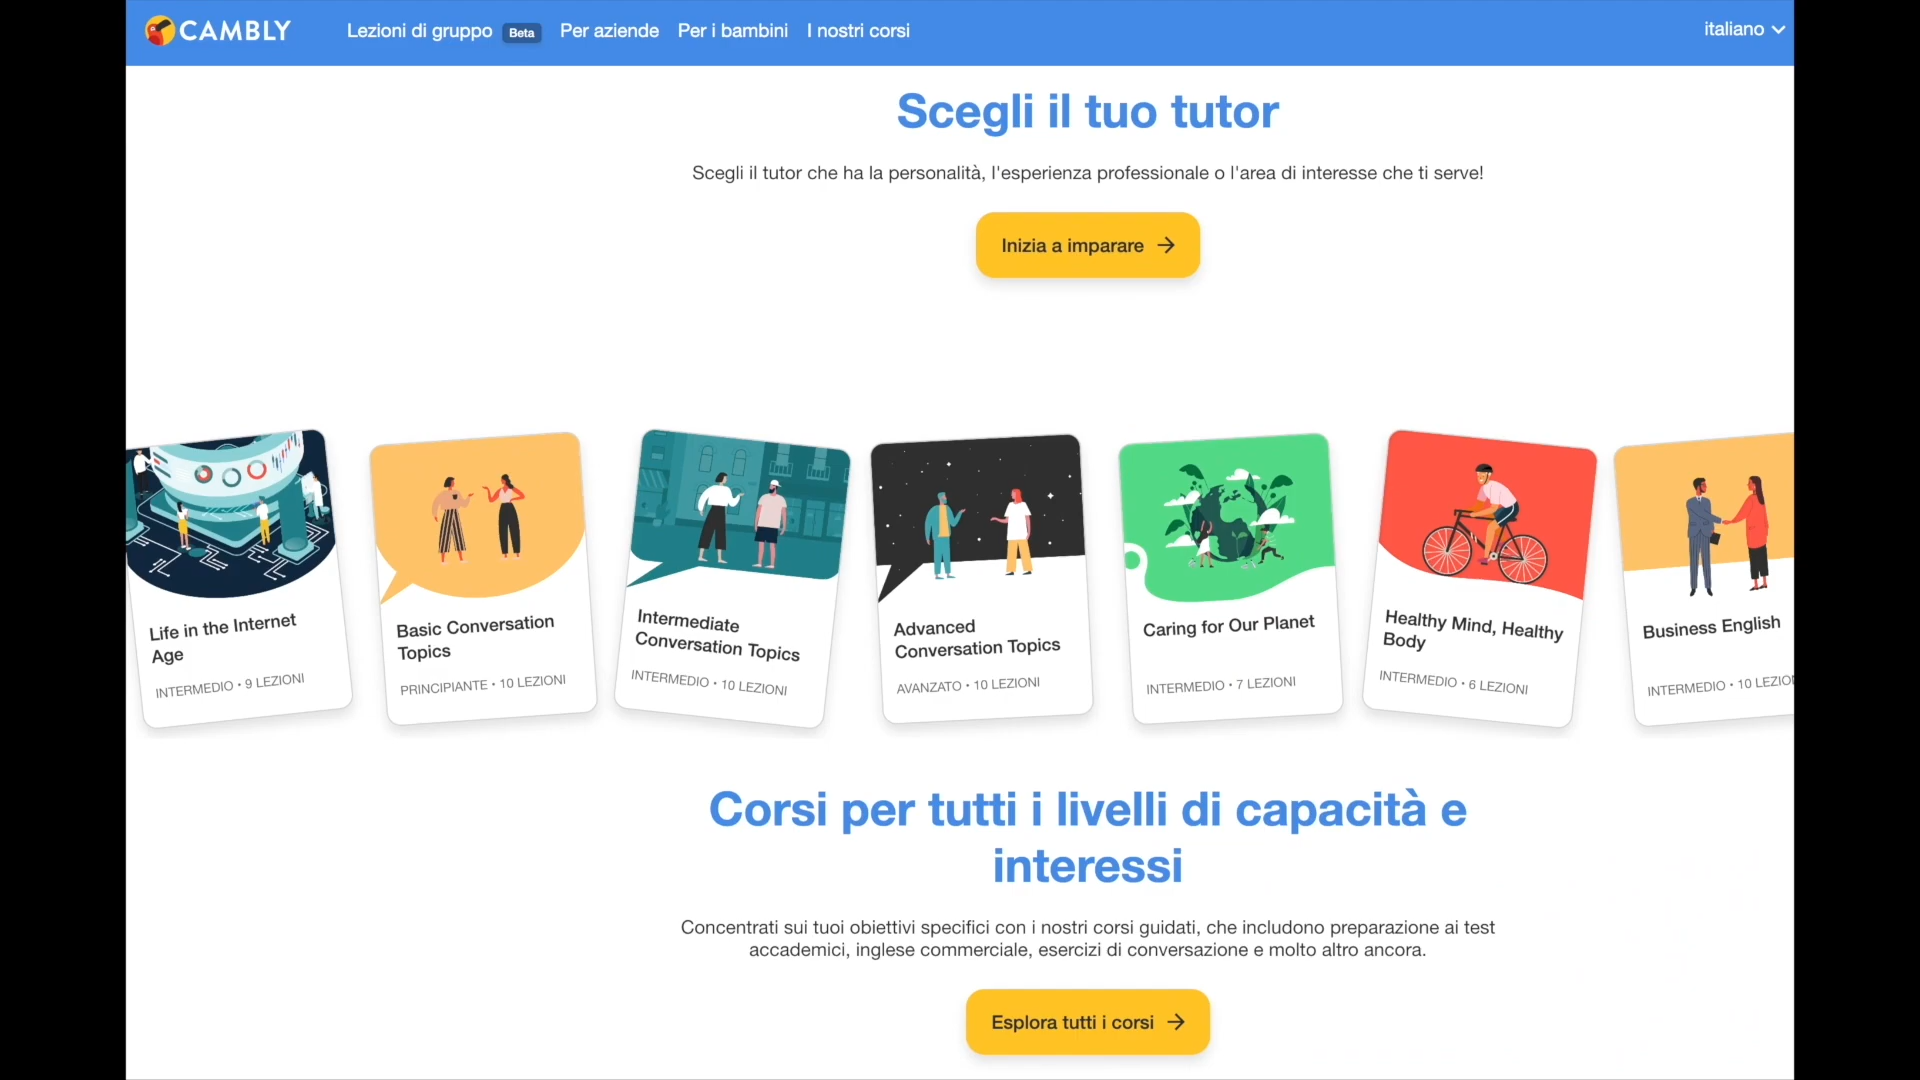 CAMBLY
Lezioni di gruppo Beta Per aziende Per i bambini I nostri corsi
italiano
Scegli il tuo tutor
Scegli il tutor che ha la personalità, l'esperienza professionale o l'area di interesse che ti serve!
Inizia a imparare
Life in the Internet
Age
INTERMEDIO • 9 LEZIONI
Basic Conversation
Topics
PRINCIPIANTE • 10 LEZIONI
Intermediate
Conversation Topics
INTERMEDIO • 10 LEZIONI
Advanced
Conversation Topics
AVANZATO • 10 LEZIONI
Caring for Our Planet
INTERMEDIO • 7 LEZIONI
Healthy Mind, Healthy
Body
INTERMEDIO • 6 LEZIONI
Business English
INTERMEDIO • 10 LEZIO
Corsi per tutti i livelli di capacità e
interessi
Concentrati sui tuoi obiettivi specifici con i nostri corsi guidati, che includono preparazione ai test
accademici, inglese commerciale, esercizi di conversazione e molto altro ancora.
Esplora tutti i corsi